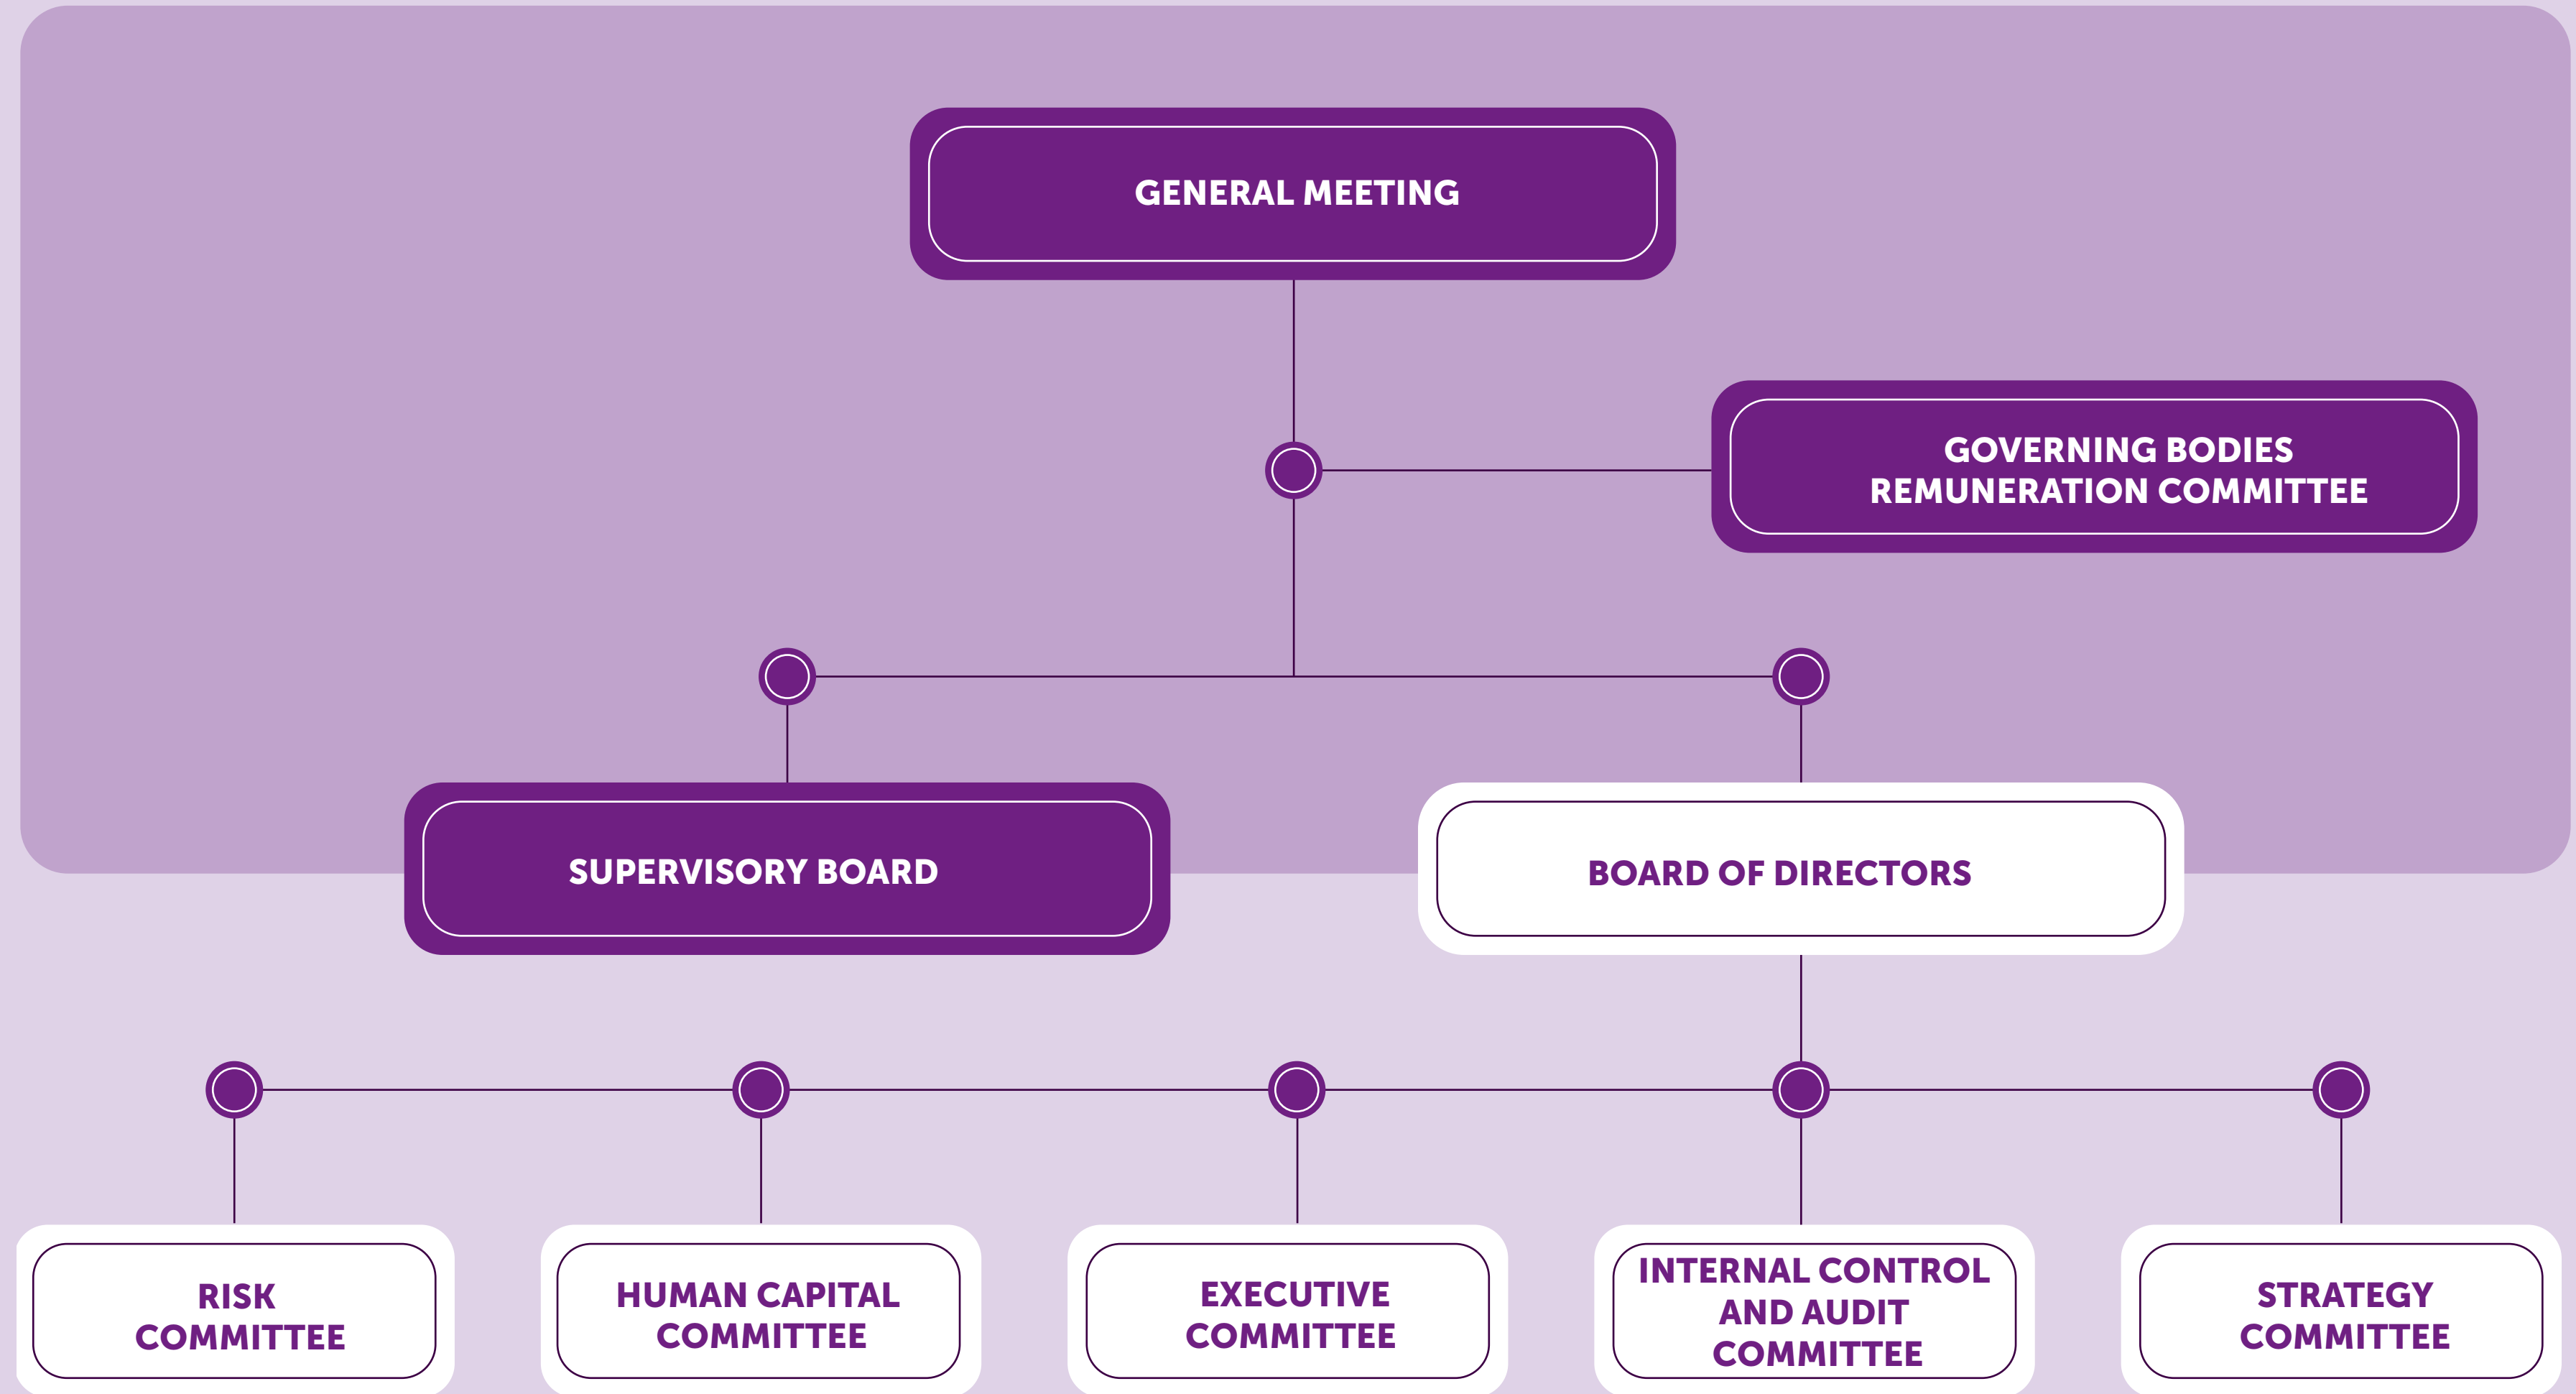 GENERAL MEETING
GOVERNING BODIES
REMUNERATION COMMITTEE
SUPERVISORY BOARD
BOARD OF DIRECTORS
RISK
COMMITTEE
HUMAN CAPITAL
COMMITTEE
EXECUTIVE
COMMITTEE
INTERNAL CONTROL
AND AUDIT
COMMITTEE
STRATEGY
COMMITTEE